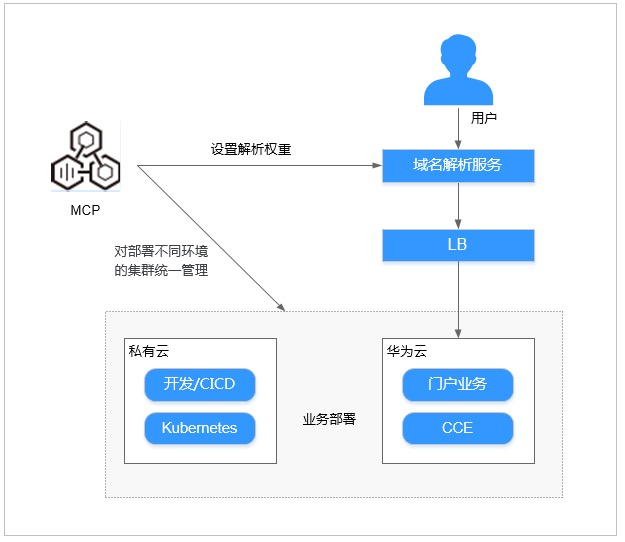 用户
设置解析权重
域名解析服务
MCP
LB
对部署不同环境
的集群统一管理
私有云
开发/CICD
Kubernetes
业务部署
华为云
门户业务
CCE